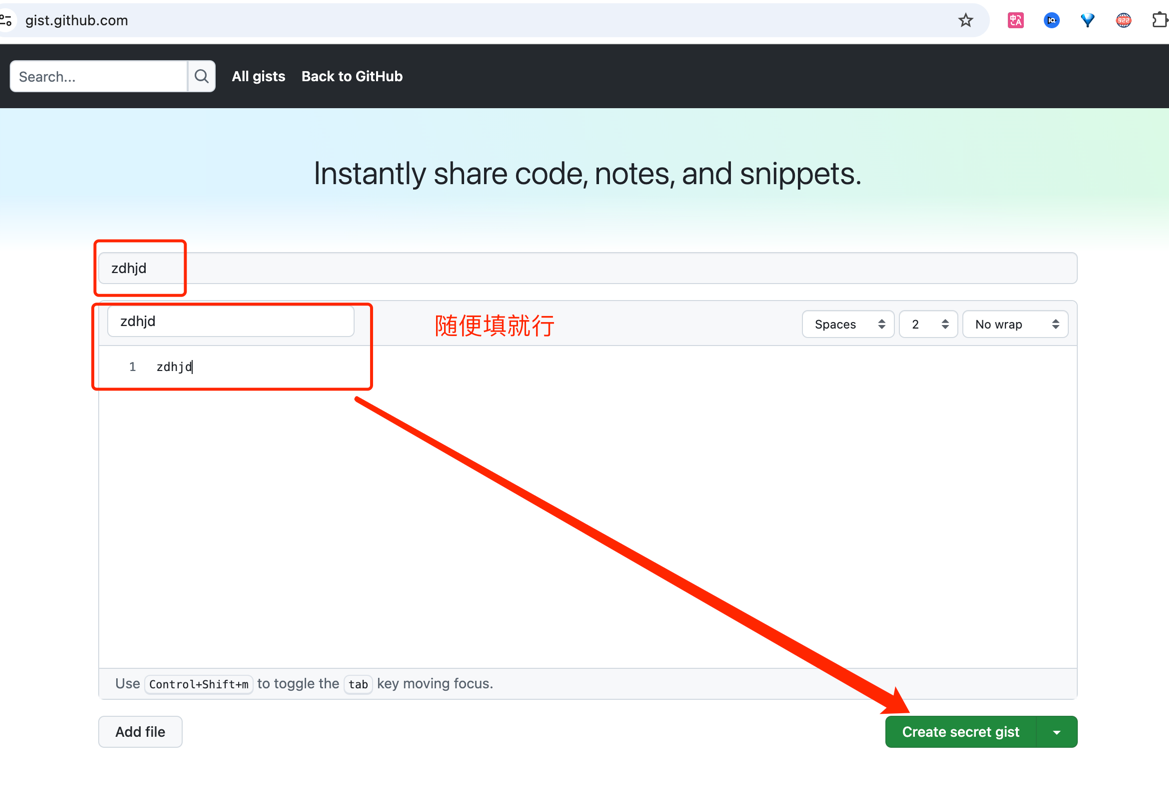 gist.github.com
Search...
All gists
Back to GitHub
Instantly share code, notes, and snippets.
zdhjd
zdhjd
随便填就行
Spaces
2
No wrap
1 zdhjd
Use Control+Shift+m to toggle the tab key moving focus.
Add file
Create secret gist